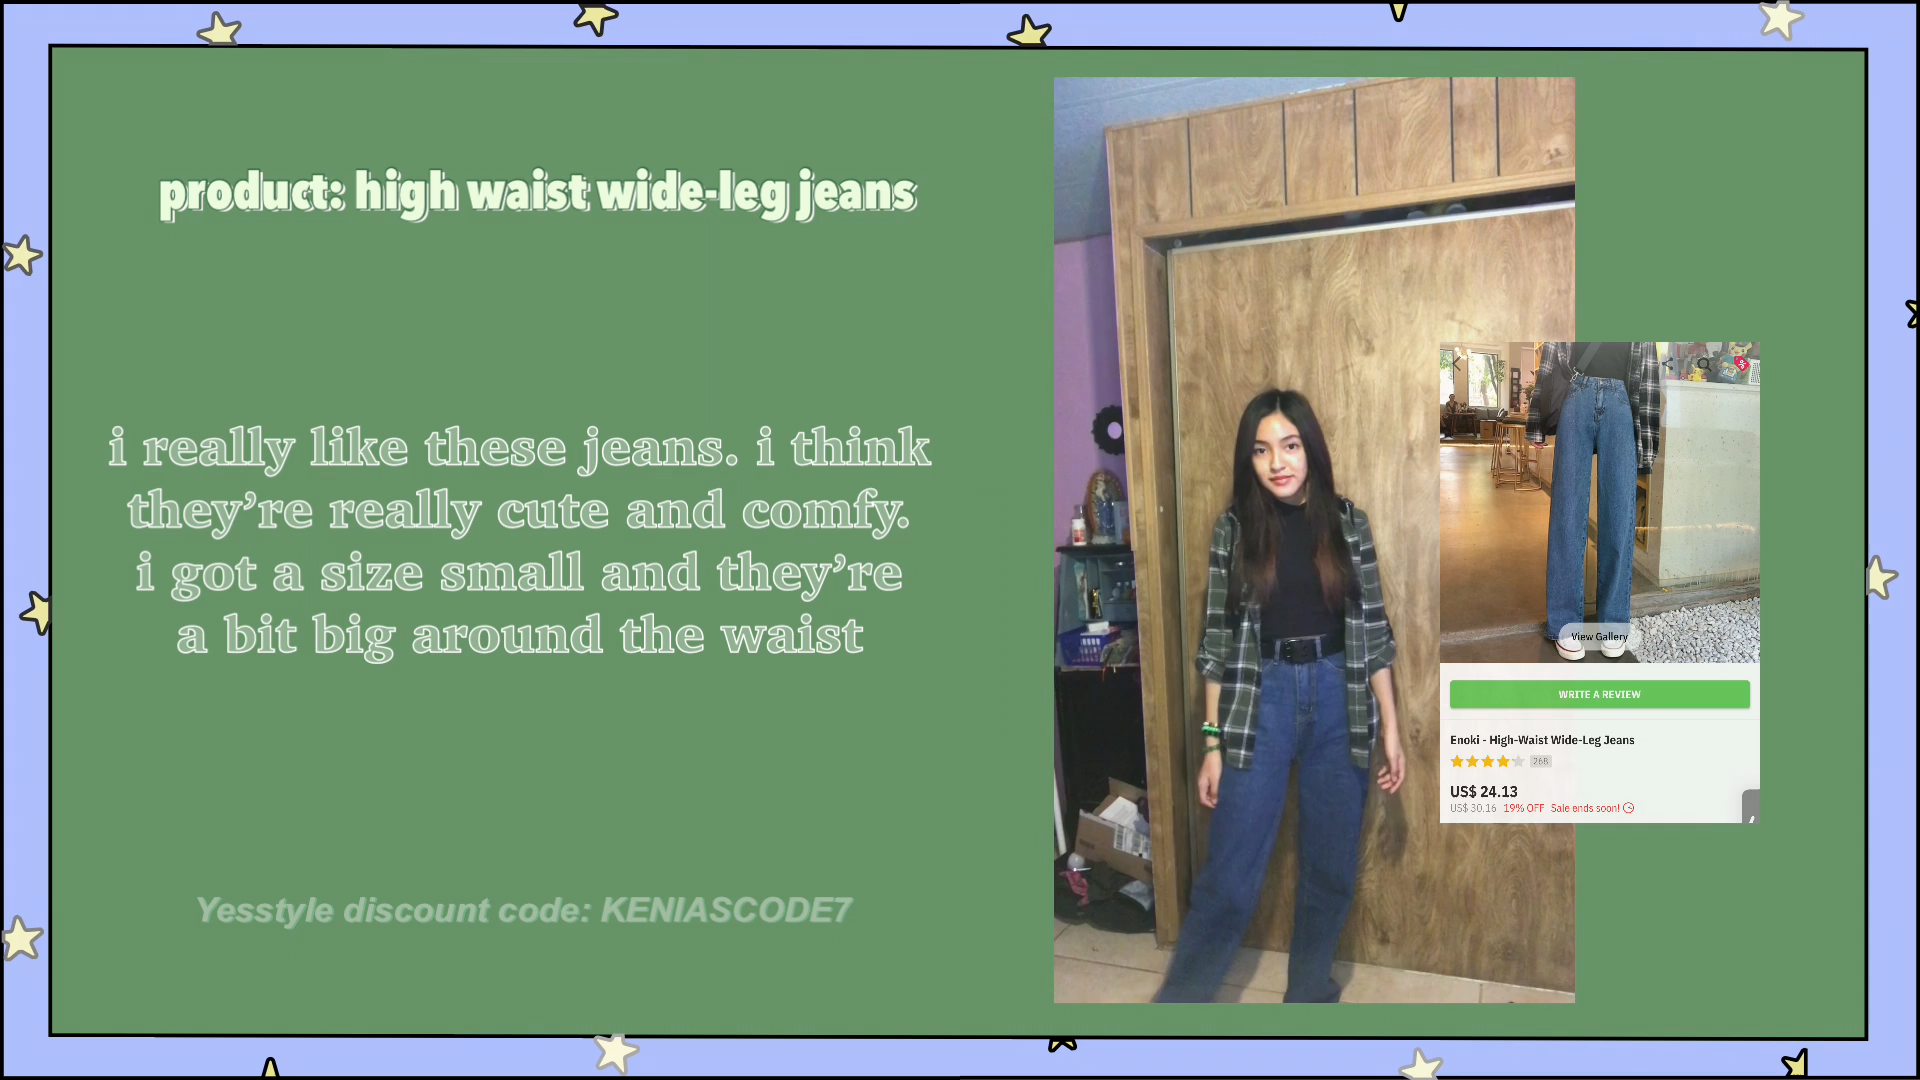 product: high waist wide-leg jeans
i really like these jeans. i think
they’re really cute and comfy.
i got a size small and they’re
a bit big around the waist
Yesstyle discount code: KENIASCODE7
View Gallery
WRITE A REVIEW
Enoki - High-Waist Wide-Leg Jeans
268
US$ 24.13
US$ 30.16 19% OFF Sale ends soon!